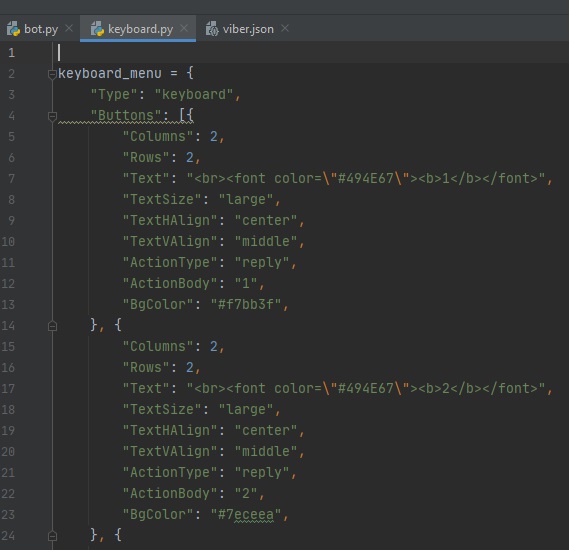 bot.py keyboard.py viber.json
1
2 keyboard_menu = {
3 "Type": "keyboard",
4 "Buttons": [{
5 "Columns": 2,
6 "Rows": 2,
7 "Text": "<br><font color=\"#494E67\"><b>1</b></font>",
8 "TextSize": "large",
9 "TextHAlign": "center",
10 "TextVAlign": "middle",
11 "ActionType": "reply",
12 "ActionBody": "1",
13 "BgColor": "#f7bb3f",
14 }, {
15 "Columns": 2,
16 "Rows": 2,
17 "Text": "<br><font color=\"#494E67\"><b>2</b></font>",
18 "TextSize": "large",
19 "TextHAlign": "center",
20 "TextVAlign": "middle",
21 "ActionType": "reply",
22 "ActionBody": "2",
23 "BgColor": "#7eceea",
24 }, {